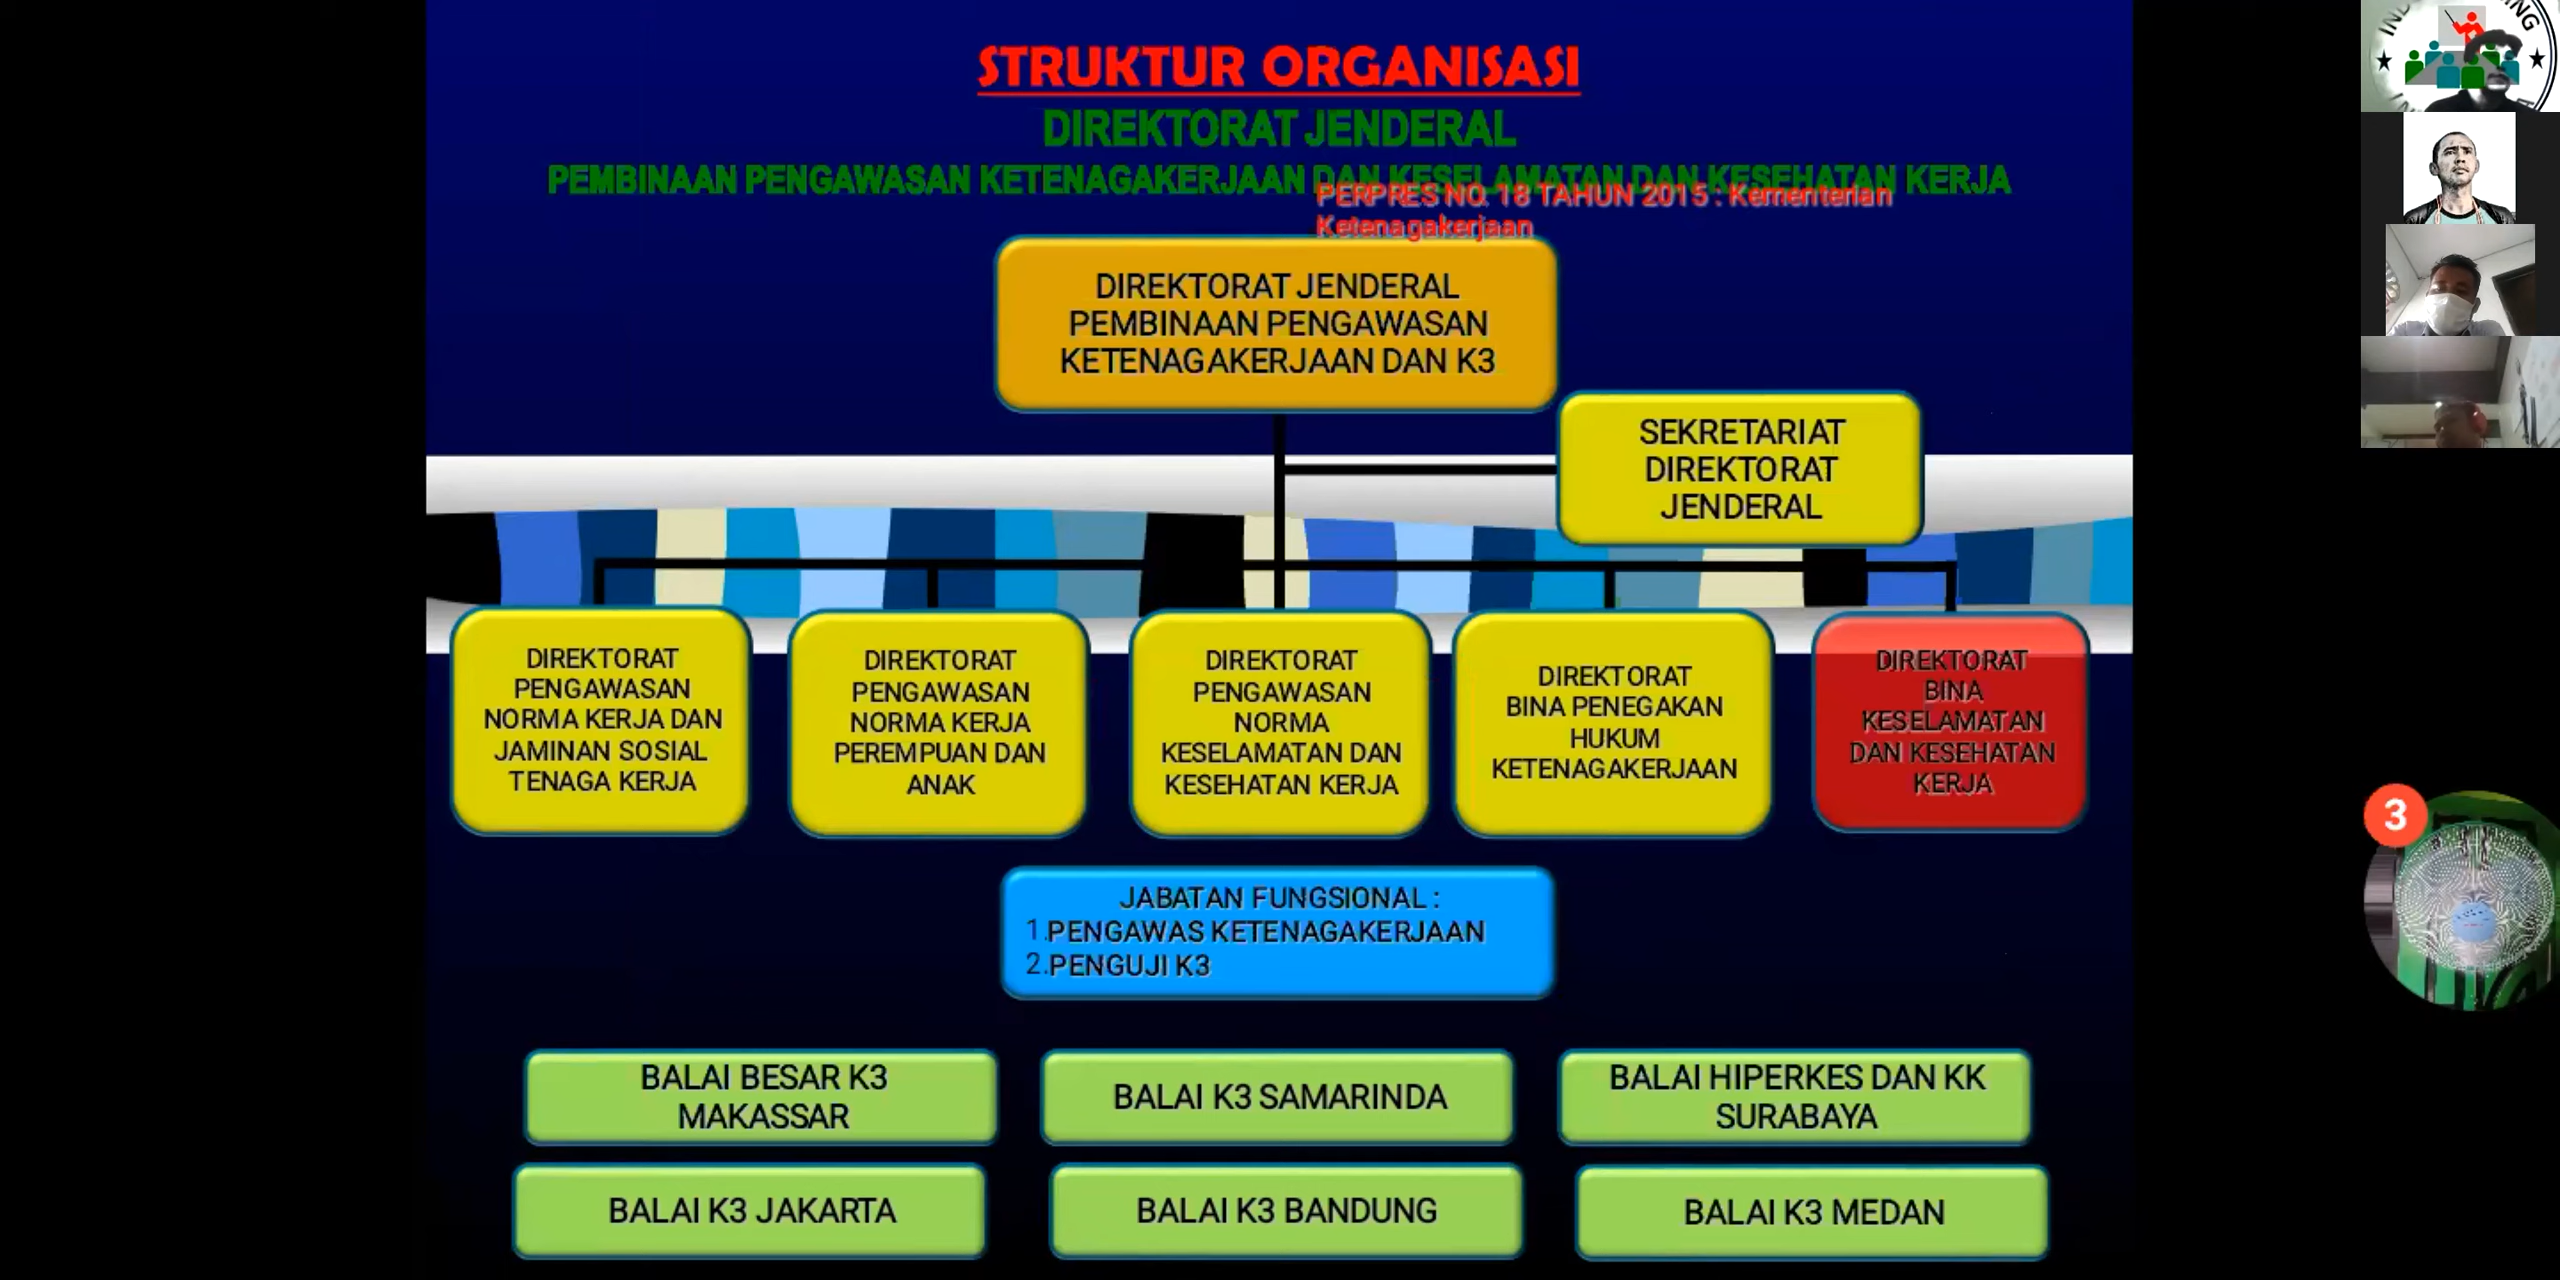 STRUKTUR ORGANISASI
DIREKTORAT JENDERAL
PEMBINAAN PENGAWASAN KETENAGAKERJAAN DAN KESELAMATAN DAN KESEHATAN KERJA
PERPRES NO. 18 TAHUN 2015 : Kementerian
Ketenagakerjaan
DIREKTORAT JENDERAL
PEMBINAAN PENGAWASAN
KETENAGAKERJAAN DAN K3
SEKRETARIAT
DIREKTORAT
JENDERAL
DIREKTORAT
PENGAWASAN
NORMA KERJA DAN
JAMINAN SOSIAL
TENAGA KERJA
DIREKTORAT
PENGAWASAN
NORMA KERJA
PEREMPUAN DAN
ANAK
DIREKTORAT
PENGAWASAN
NORMA
KESELAMATAN DAN
KESEHATAN KERJA
DIREKTORAT
BINA PENEGAKAN
HUKUM
KETENAGAKERJAAN
DIREKTORAT
BINA
KESELAMATAN
DAN KESEHATAN
KERJA
JABATAN FUNGSIONAL :
1.PENGAWAS KETENAGAKERJAAN
2.PENGUJI K3
BALAI BESAR K3
MAKASSAR
BALAI K3 SAMARINDA
BALAI HIPERKES DAN KK
SURABAYA
BALAI K3 JAKARTA
BALAI K3 BANDUNG
BALAI K3 MEDAN
3